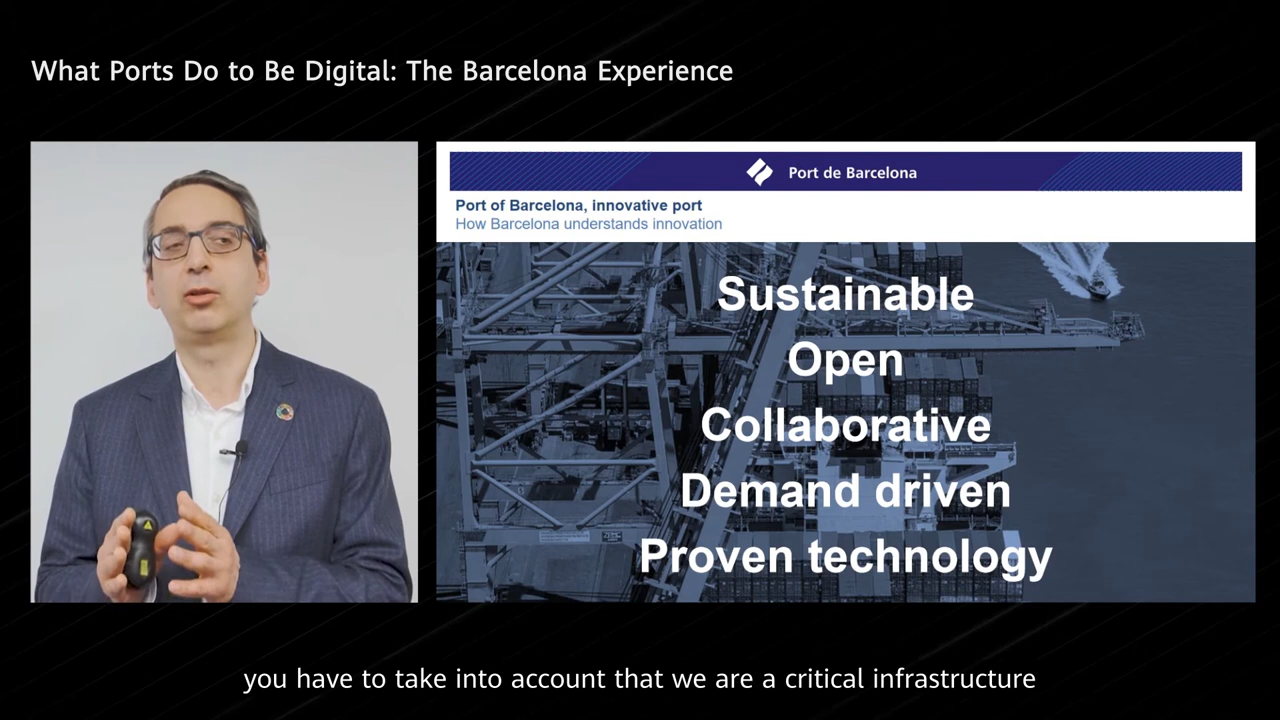 What Ports Do to Be Digital: The Barcelona Experience
Port de Barcelona
Port of Barcelona, innovative port
How Barcelona understands innovation
Sustainable
Open
Collaborative
Demand driven
Proven technology
you have to take into account that we are a critical infrastructure